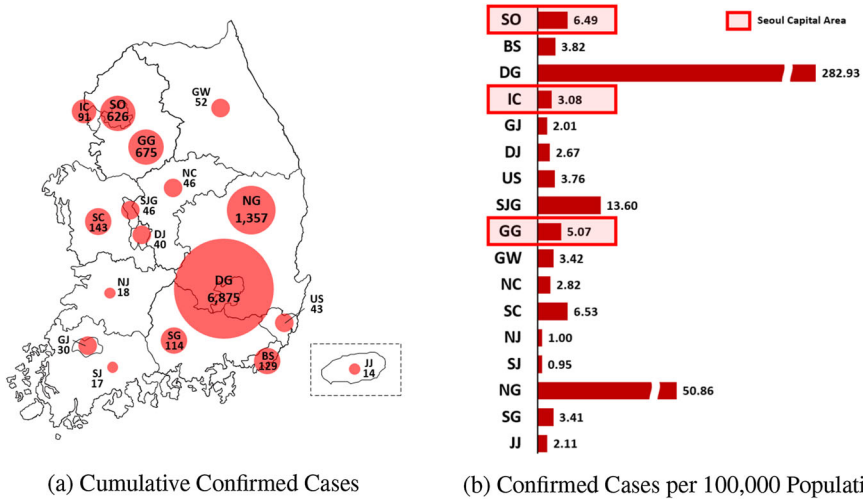 GW
52
IC
91
SO
626
GG
675
NC
46
SJG
46
NG
1,357
SC
143
DJ
40
DG
6,875
NJ
18
US
43
GJ
30
SG
114
BS
129
SJ
17
JJ
14
(a) Cumulative Confirmed Cases
Seoul Capital Area
SO 6.49
BS 3.82
DG 282.93
IC 3.08
GJ 2.01
DJ 2.67
US 3.76
SJG 13.60
GG 5.07
GW 3.42
NC 2.82
SC 6.53
NJ 1.00
SJ 0.95
NG 50.86
SG 3.41
JJ 2.11
(b) Confirmed Cases per 100,000 Populati